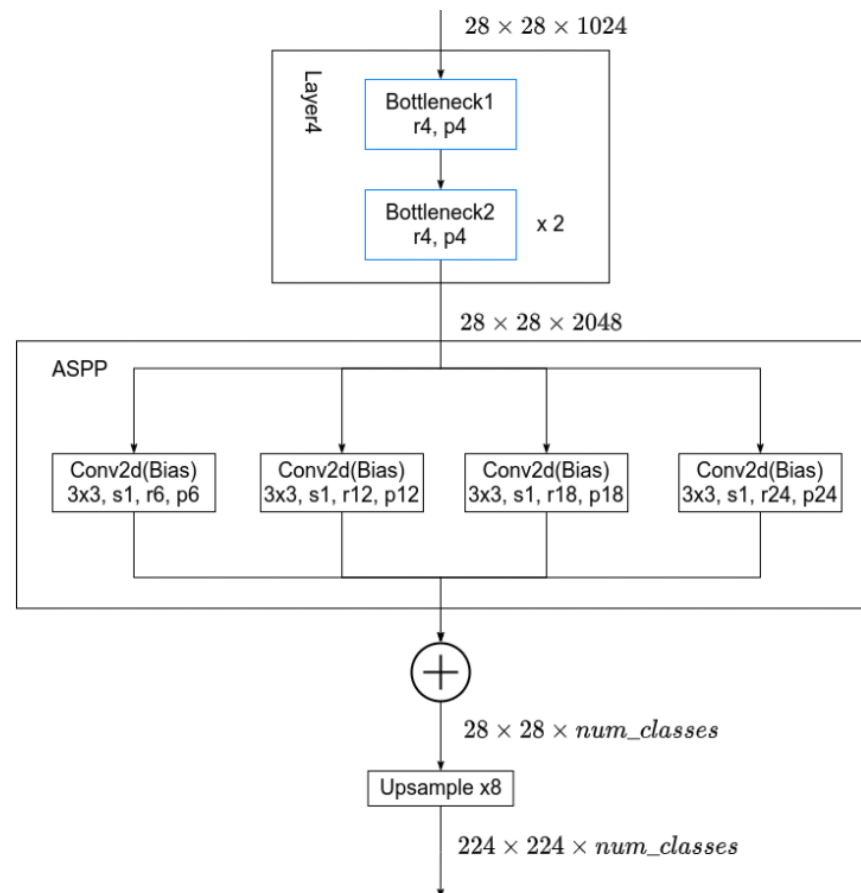 28 × 28 × 1024
Layer4
Bottleneck1
r4, p4
Bottleneck2
r4, p4
x 2
28 × 28 × 2048
ASPP
Conv2d(Bias)
3x3, s1, r6, p6
Conv2d(Bias)
3x3, s1, r12, p12
Conv2d(Bias)
3x3, s1, r18, p18
Conv2d(Bias)
3x3, s1, r24, p24
28 × 28 × num_classes
Upsample x8
224 × 224 × num_classes